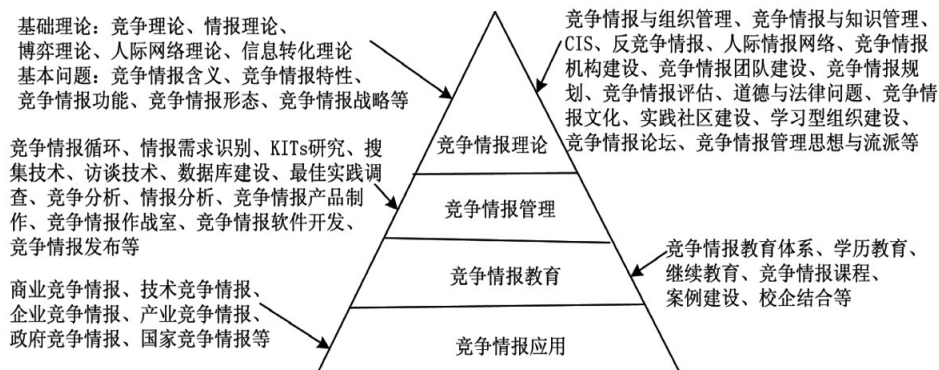 基础理论：竞争理论、情报理论、
博弈理论、人际网络理论、信息转化理论
基本问题：竞争情报含义、竞争情报特性、
竞争情报功能、竞争情报形态、竞争情报战略等
竞争情报与组织管理、竞争情报与知识管理、
CIS、反竞争情报、人际情报网络、竞争情报
机构建设、竞争情报团队建设、竞争情报规
划、竞争情报评估、道德与法律问题、竞争情
报文化、实践社区建设、学习型组织建设、
竞争情报论坛、竞争情报管理思想与流派等
竞争情报循环、情报需求识别、KITs研究、搜
集技术、访谈技术、数据库建设、最佳实践调
查、竞争分析、情报分析、竞争情报产品制
作、竞争情报作战室、竞争情报软件开发、
竞争情报发布等
竞争情报理论
竞争情报管理
竞争情报教育
竞争情报教育体系、学历教育、
继续教育、竞争情报课程、
案例建设、校企结合等
商业竞争情报、技术竞争情报、
企业竞争情报、产业竞争情报、
政府竞争情报、国家竞争情报等
竞争情报应用